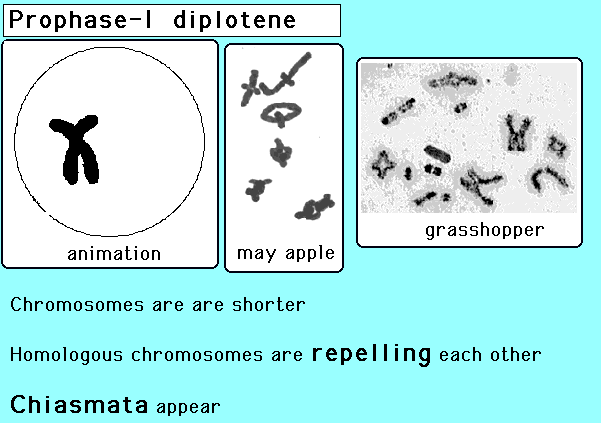 Prophase-I diplotene
animation
may apple
grasshopper
Chromosomes are are shorter
Homologous chromosomes are repelling each other
Chiasmata appear